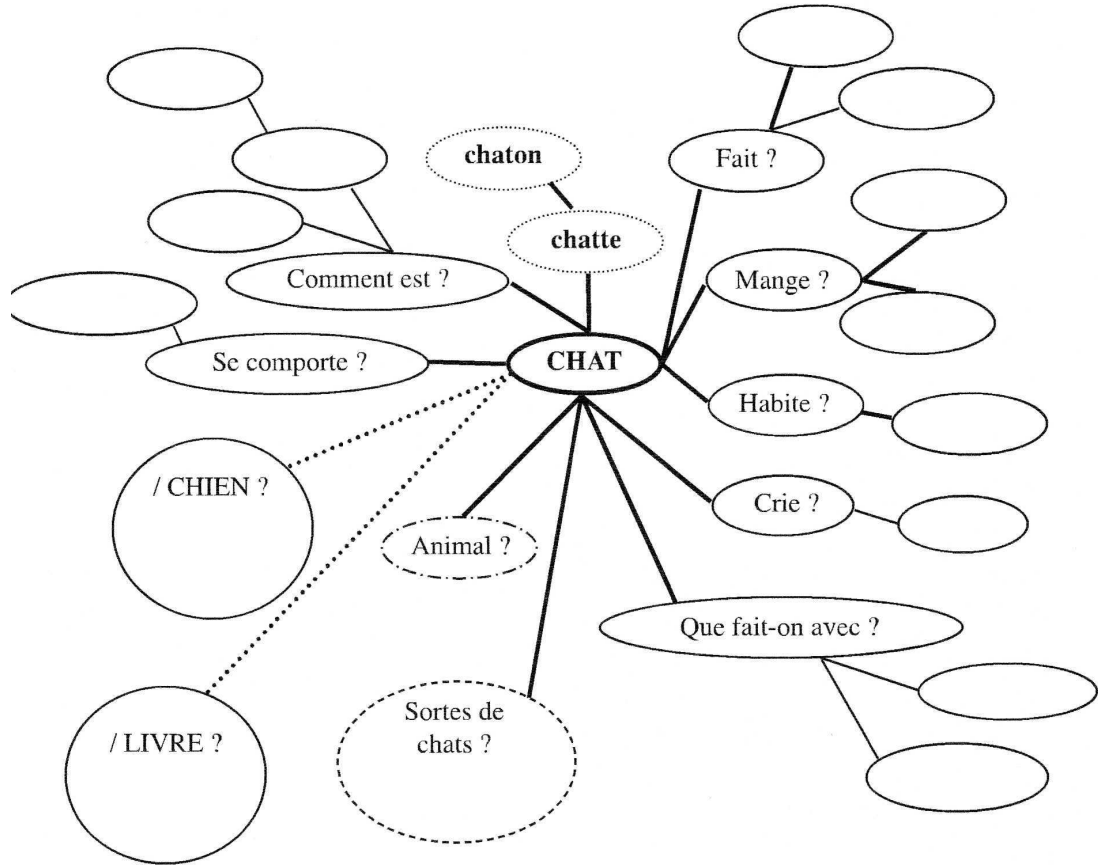 chaton
Fait ?
chatte
Comment est ?
Mange ?
Se comporte ?
CHAT
Habite ?
/ CHIEN ?
Crie ?
Animal ?
Que fait-on avec ?
Sortes de
chats ?
/ LIVRE ?